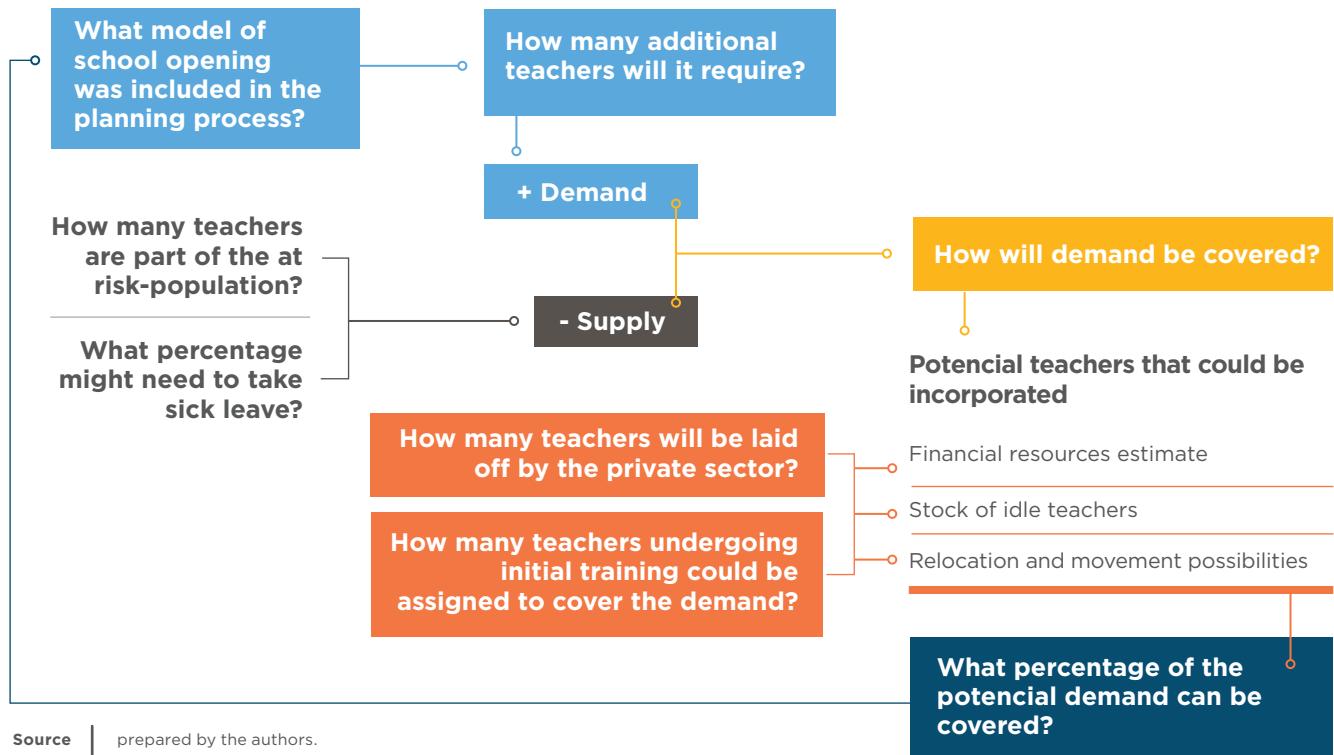 What model of
school opening
was included in the
planning process?
How many additional
teachers will it require?
+ Demand
How many teachers
are part of the at
risk-population?
What percentage
might need to take
sick leave?
- Supply
How will demand be covered?
Potencial teachers that could be
incorporated
How many teachers will be laid
off by the private sector?
How many teachers undergoing
initial training could be
assigned to cover the demand?
Financial resources estimate
Stock of idle teachers
Relocation and movement possibilities
What percentage of the
potencial demand can be
covered?
Source | prepared by the authors.